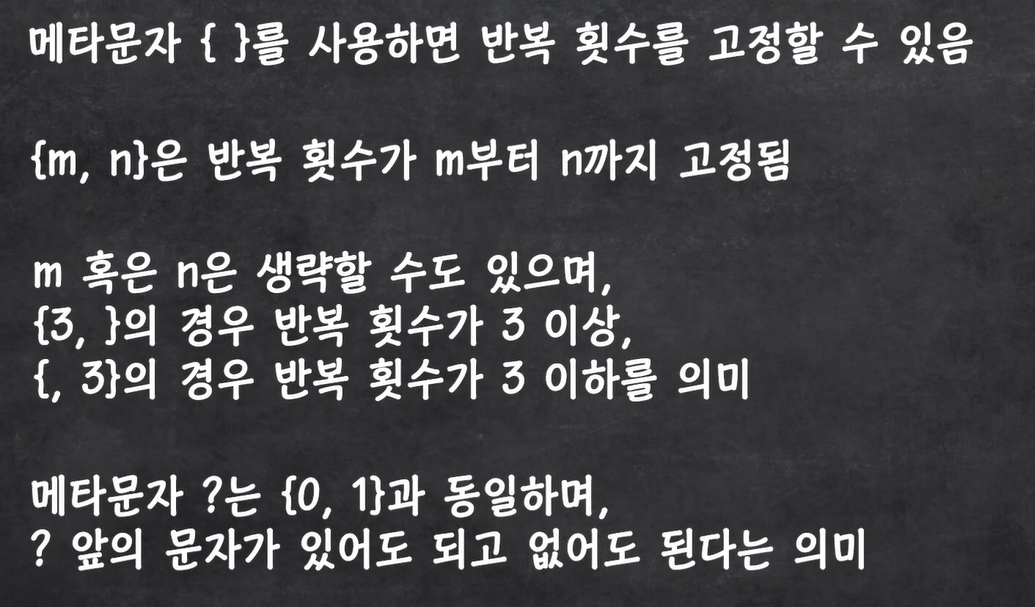 메타문자 { }를 사용하면 반복 횟수를 고정할 수 있음
{m, n}은 반복 횟수가 m부터 n까지 고정됨
m 혹은 n은 생략할 수도 있으며,
{3, }의 경우 반복 횟수가 3 이상,
{, 3}의 경우 반복 횟수가 3 이하를 의미
메타문자 ?는 {0, 1}과 동일하며,
? 앞의 문자가 있어도 되고 없어도 된다는 의미